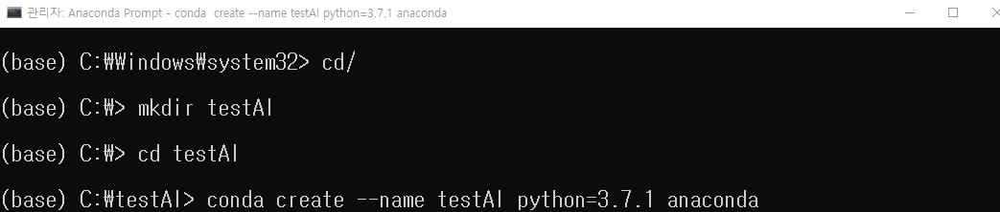 관리자: Anaconda Prompt - conda  create --name testAI python=3.7.1 anaconda
(base) C:₩Windows₩system32> cd/
(base) C:₩> mkdir testAI
(base) C:₩> cd testAI
(base) C:₩testAI> conda create --name testAI python=3.7.1 anaconda